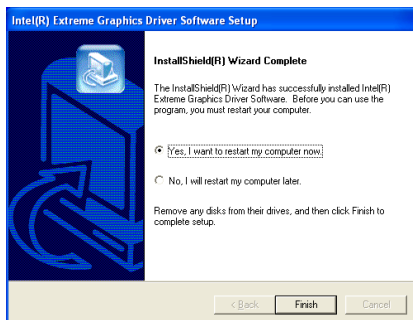 Intel(R) Extreme Graphics Driver Software Setup
InstallShield(R) Wizard Complete
The InstallShield(R) Wizard has successfully installed Intel(R)
Extreme Graphics Driver Software. Before you can use the
program, you must restart your computer.
Yes, I want to restart my computer now.
No, I will restart my computer later.
Remove any disks from their drives, and then click Finish to
complete setup.
< Back
Finish
Cancel